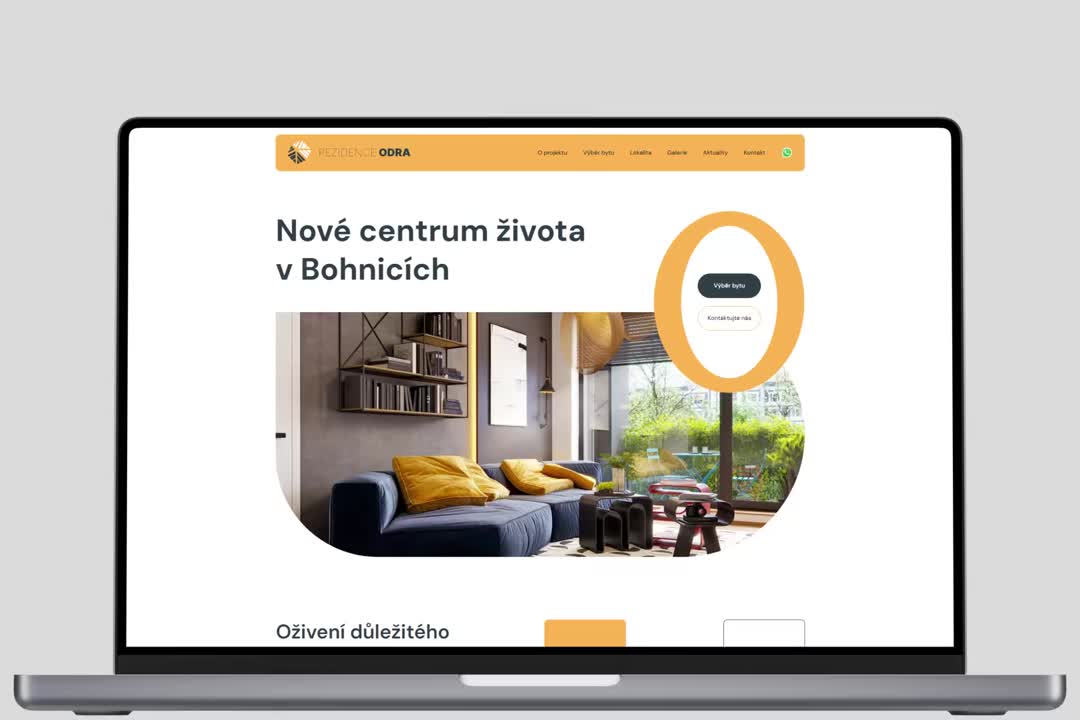 REZIDENCE ODRA
O projektu
Výběr bytu
Lokalita
Galerie
Aktuality
Kontakt
Nové centrum života
v Bohnicích
Výběr bytu
Kontaktujte nás
Oživení důležitého